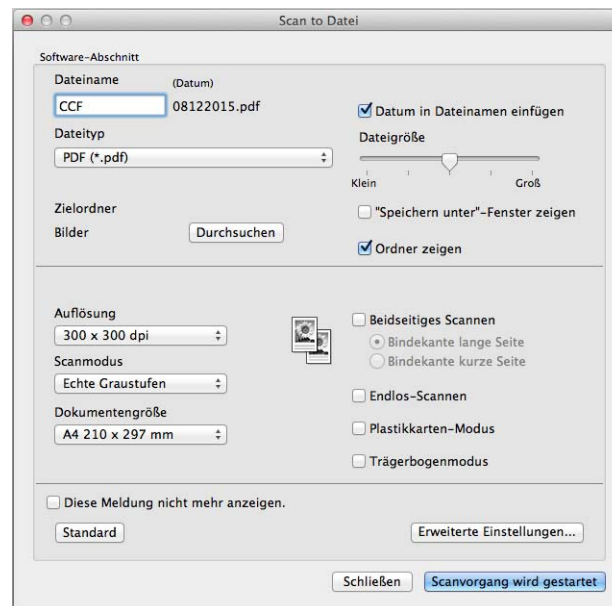 Scan to Datei
Software-Abschnitt
Dateiname
(Datum)
CCF
08122015.pdf
Datum in Dateinamen einfügen
Dateityp
PDF (*.pdf)
Dateigröße
Klein
Groß
Zielordner
Bilder
Durchsuchen
"Speichern unter"-Fenster zeigen
Ordner zeigen
Auflösung
300 x 300 dpi
Scanmodus
Echte Graustufen
Dokumentengröße
A4 210 x 297 mm
Beidseitiges Scannen
Bindekante lange Seite
Bindekante kurze Seite
Endlos-Scannen
Plastikkarten-Modus
Trägerbogenmodus
Diese Meldung nicht mehr anzeigen.
Standard
Erweiterte Einstellungen...
Schließen
Scanvorgang wird gestartet